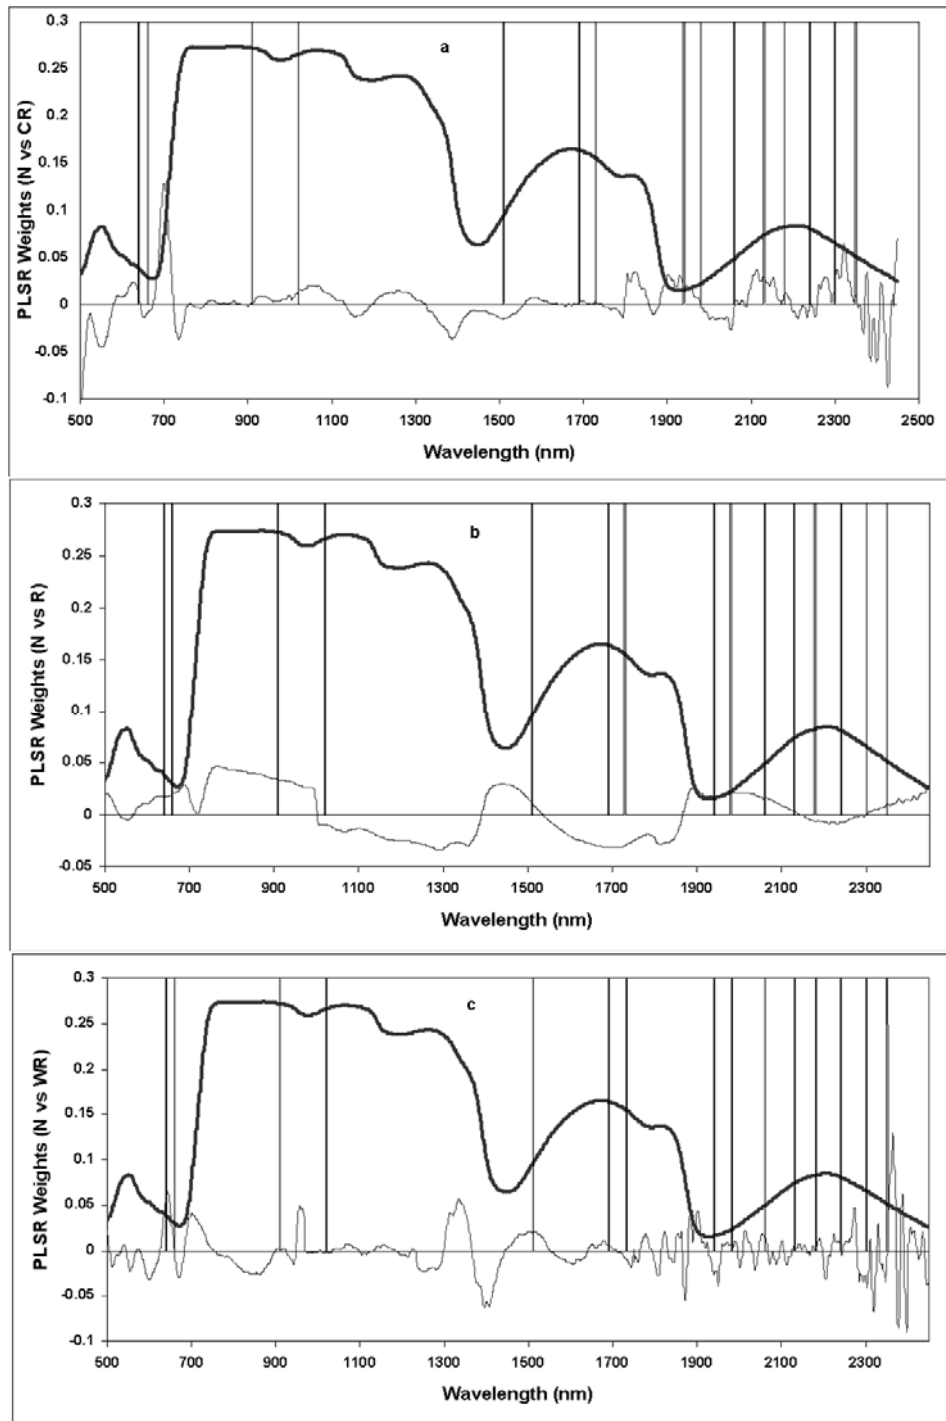 a
PLSR Weights (N vs CR)
0.3
0.25
0.2
0.15
0.1
0.05
0
-0.05
-0.1
500 700 900 1100 1300 1500 1700 1900 2100 2300 2500
Wavelength (nm)
b
PLSR Weights (N vs R)
0.3
0.25
0.2
0.15
0.1
0.05
0
-0.05
500 700 900 1100 1300 1500 1700 1900 2100 2300
Wavelength (nm)
c
PLSR Weights (N vs WR)
0.3
0.25
0.2
0.15
0.1
0.05
0
-0.05
-0.1
500 700 900 1100 1300 1500 1700 1900 2100 2300
Wavelength (nm)